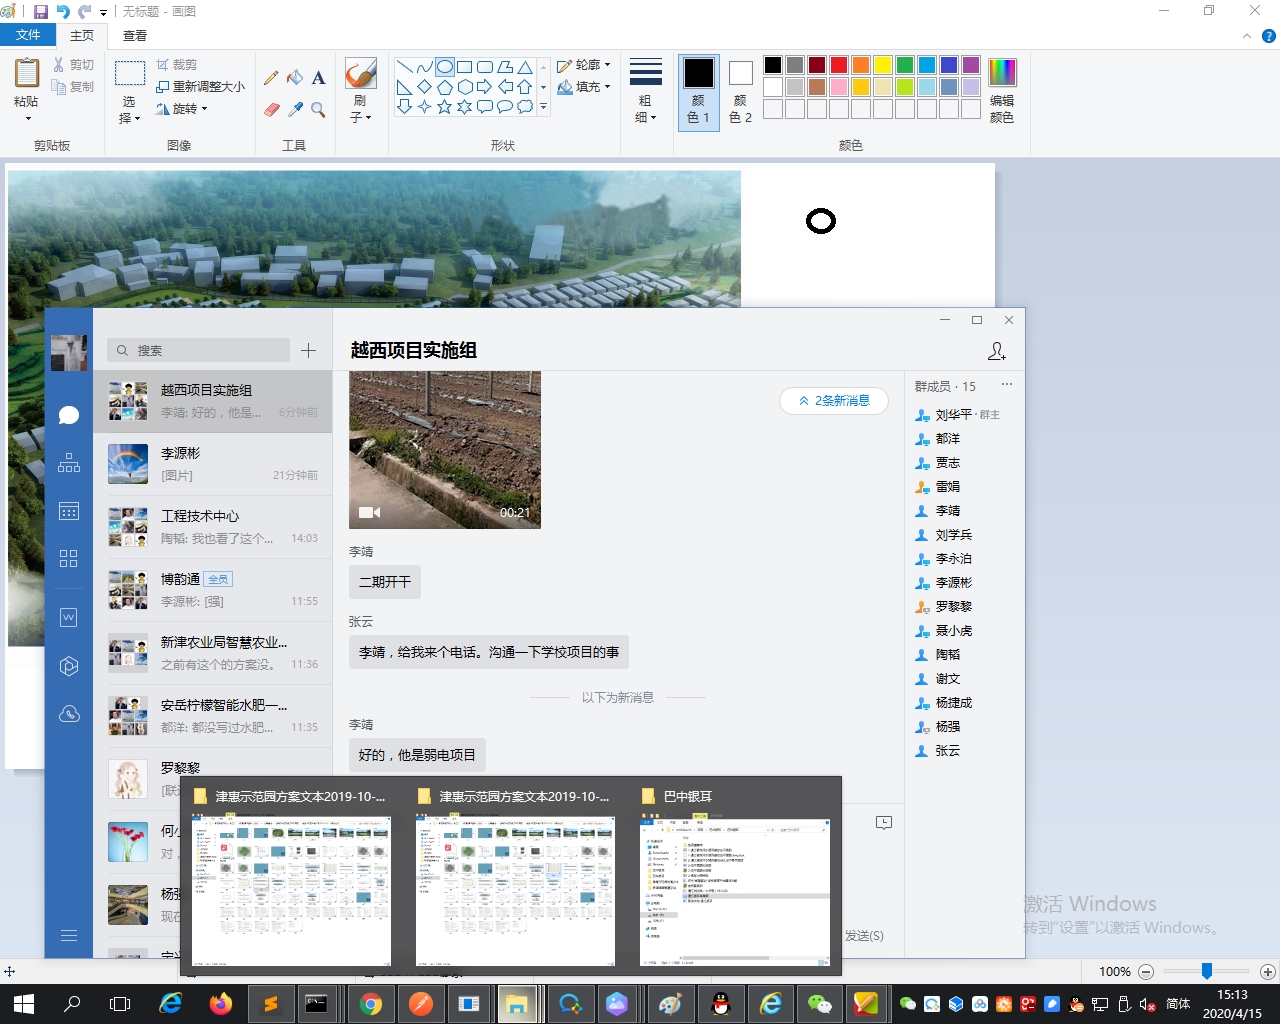 无标题 - 画图
文件 主页 查看
粘贴
剪切
复制
剪贴板
选择
裁剪
重新调整大小
旋转
图像
A
工具
刷子
轮廓
填充
形状
粗细
颜色 1
颜色 2
编辑颜色
颜色
搜索
越西项目实施组
李靖: 好的，他是... 6分钟前
李源彬
[图片] 21分钟前
工程技术中心
陶韬: 我也看了这个... 14:03
博韵通 全员
李源彬: [强] 11:55
新津农业局智慧农业...
之前有这个的方案没。 11:36
安岳柠檬智能水肥一...
都洋: 都没写过水肥... 11:35
罗黎黎
越西项目实施组
2条新消息
00:21
李靖
二期开干
张云
李靖，给我来个电话。沟通一下学校项目的事
以下为新消息
李靖
好的，他是弱电项目
发送(S)
群成员 · 15
刘华平 · 群主
都洋
贾志
雷娟
李靖
刘学兵
李永泊
李源彬
罗黎黎
聂小虎
陶韬
谢文
杨捷成
杨强
张云
津惠示范园方案文本2019-10-...
津惠示范园方案文本2019-10-...
巴中银耳
激活 Windows
转到“设置”以激活 Windows。
100%
简体
15:13
2020/4/15